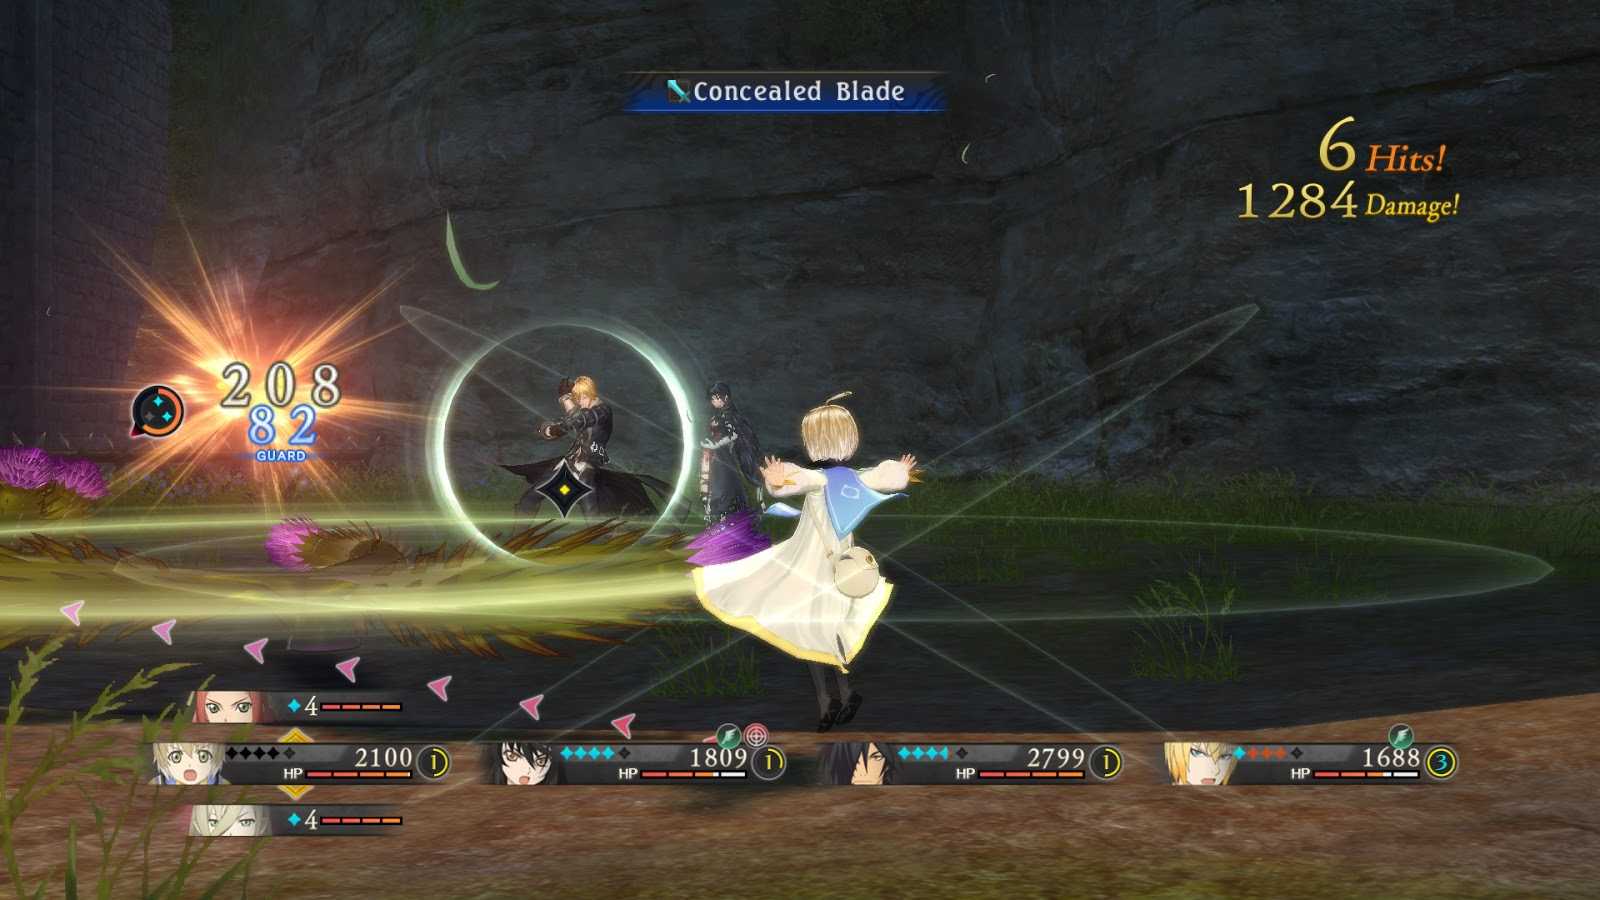 Concealed Blade
6 Hits!
1284 Damage!
208
82
GUARD
4
2100 1
HP
1809 1
HP
2799 1
HP
1688 3
HP
4